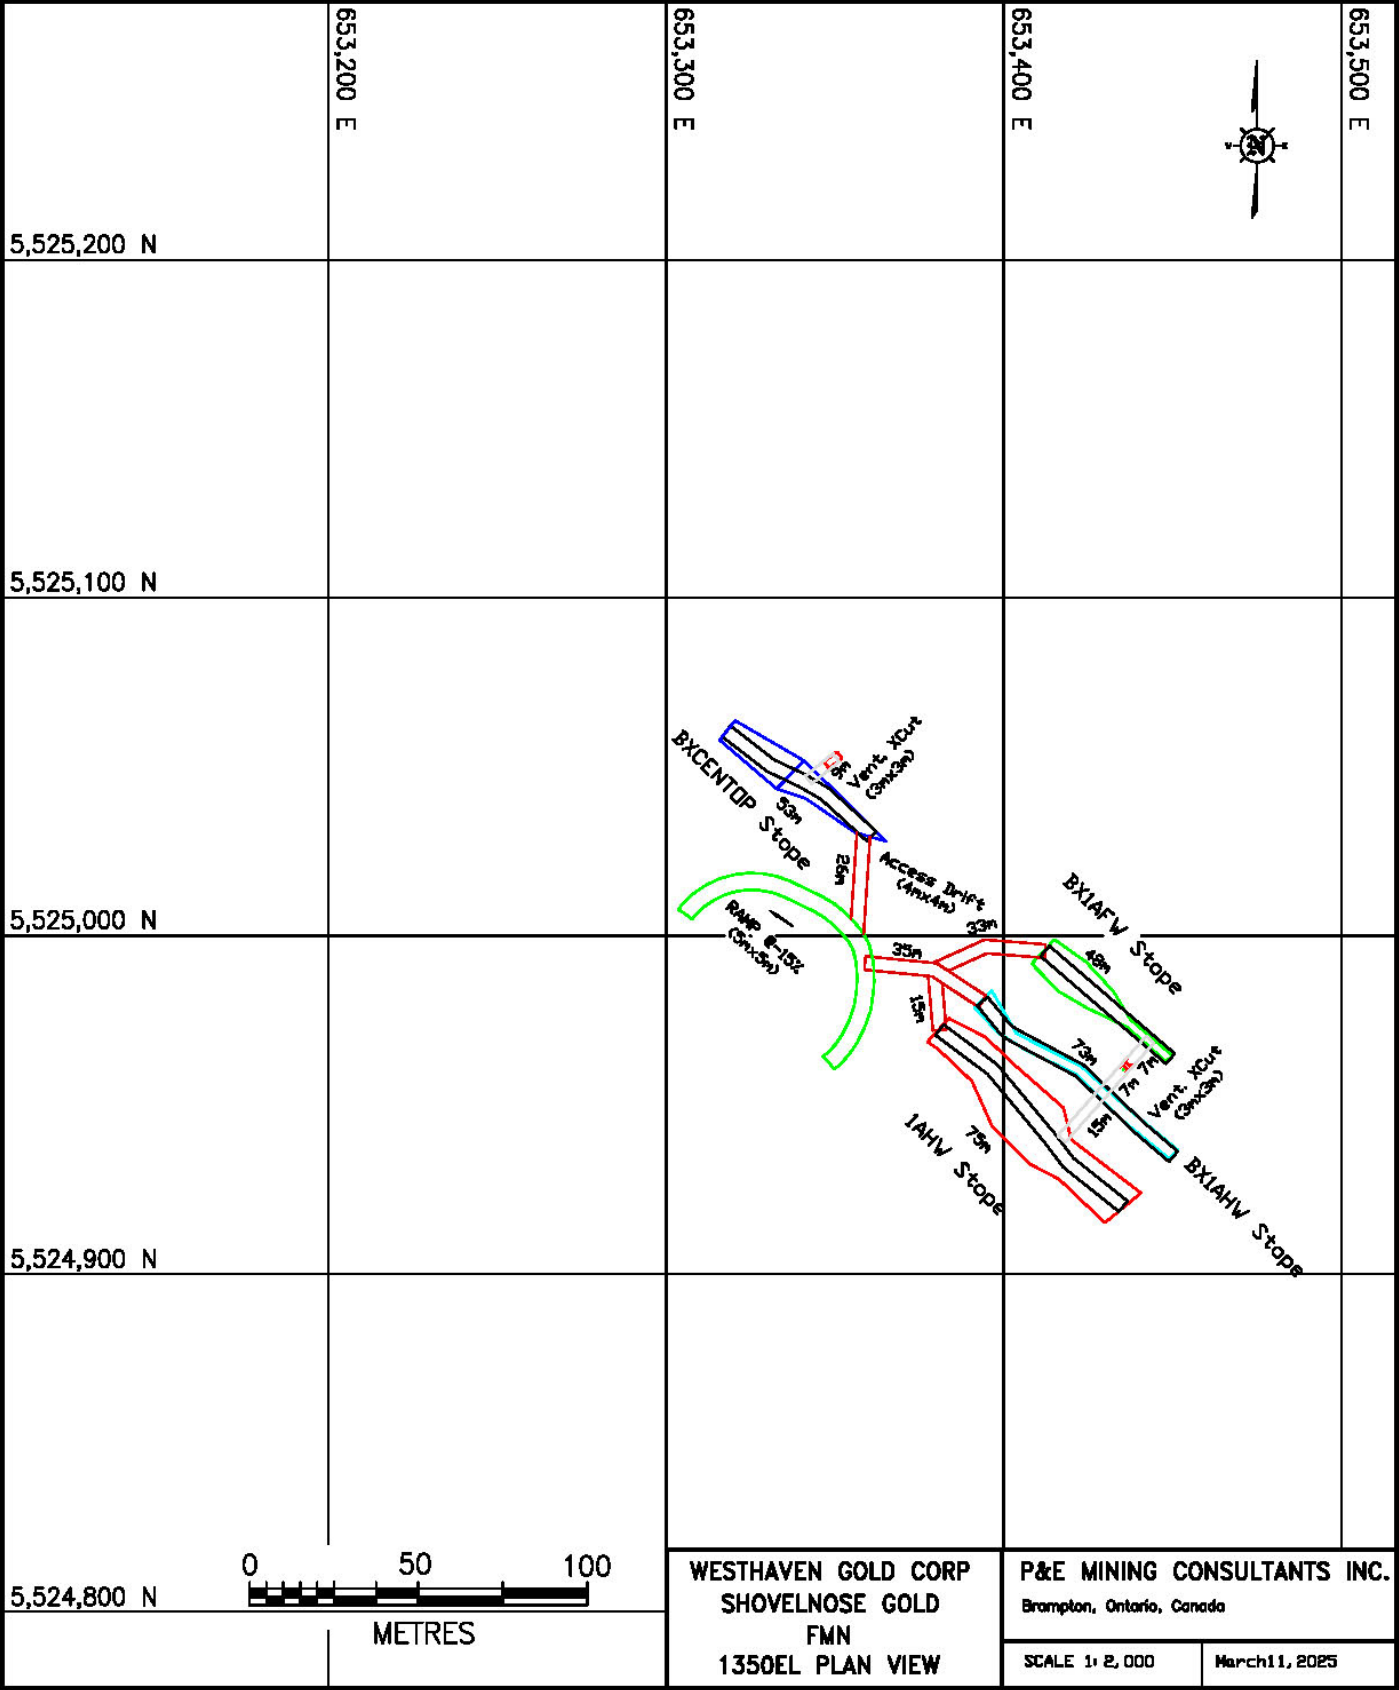 653,200 E
653,300 E
653,400 E
653,500 E
N
5,525,200 N
5,525,100 N
5,525,000 N
5,524,900 N
5,524,800 N
BXCENTOP Stope
53m
Vent. XCut
(3mx3m)
26m
Access Drift
(4mx4m)
RAMP @-15%
(5mx5m)
35m
33m
15m
BX1AFW Stope
48m
73m
7m
7m
15m
Vent. XCut
(3mx3m)
1AHW Stope
75m
BX1AHW Stope
0 50 100
METRES
WESTHAVEN GOLD CORP
SHOVELNOSE GOLD
FMN
1350EL PLAN VIEW
P&E MINING CONSULTANTS INC.
Brampton, Ontario, Canada
SCALE 1: 2,000
March11, 2025